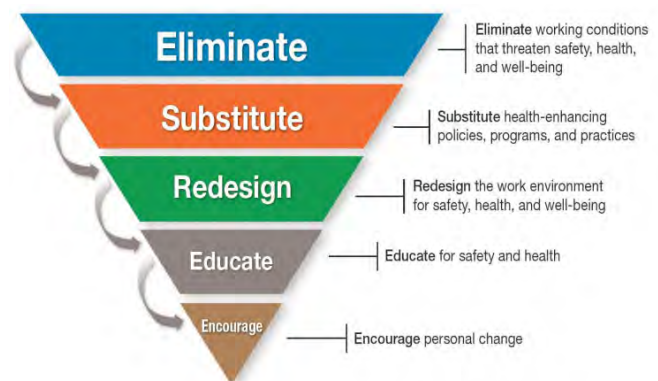 Eliminate
Eliminate working conditions
that threaten safety, health,
and well-being
Substitute
Substitute health-enhancing
policies, programs, and practices
Redesign
Redesign the work environment
for safety, health, and well-being
Educate
Educate for safety and health
Encourage
Encourage personal change